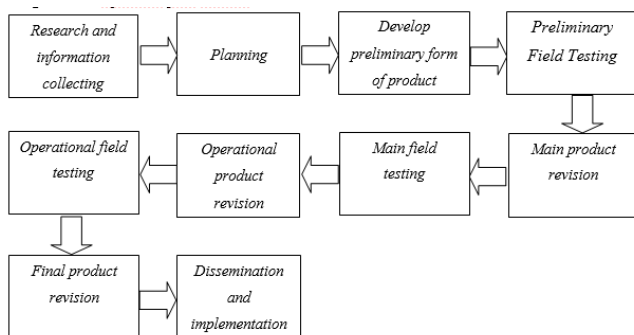 Research and
information
collecting
Planning
Develop
preliminary form
of product
Preliminary
Field Testing
Main product
revision
Main field
testing
Operational
product
revision
Operational field
testing
Final product
revision
Dissemination
and
implementation